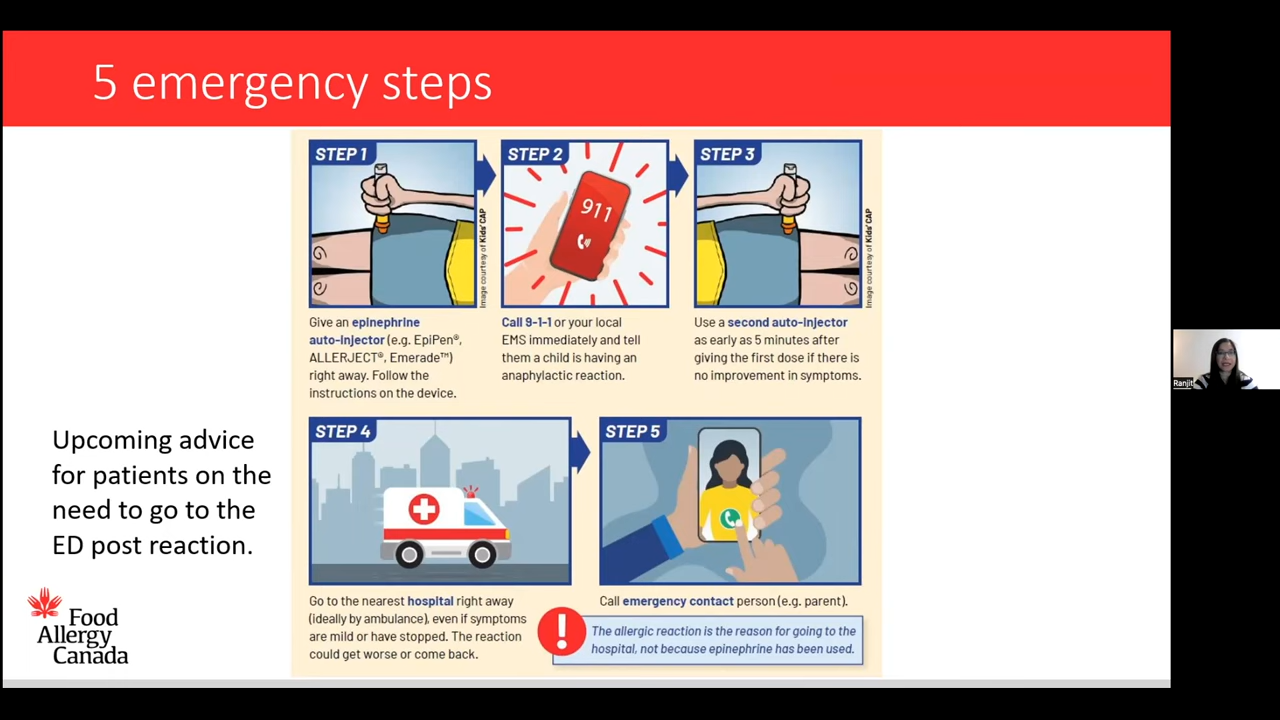 5 emergency steps
STEP 1
STEP 2
STEP 3
911
Image courtesy of Kids' CAP
Image courtesy of Kids' CAP
Give an epinephrine
auto-injector (e.g. EpiPen®,
ALLERJECT®, Emerade™)
right away. Follow the
instructions on the device.
Call 9-1-1 or your local
EMS immediately and tell
them a child is having an
anaphylactic reaction.
Use a second auto-injector
as early as 5 minutes after
giving the first dose if there is
no improvement in symptoms.
Ranjit
STEP 4
STEP 5
Upcoming advice
for patients on the
need to go to the
ED post reaction.
Go to the nearest hospital right away
(ideally by ambulance), even if symptoms
are mild or have stopped. The reaction
could get worse or come back.
Call emergency contact person (e.g. parent).
!
The allergic reaction is the reason for going to the
hospital, not because epinephrine has been used.
Food
Allergy
Canada